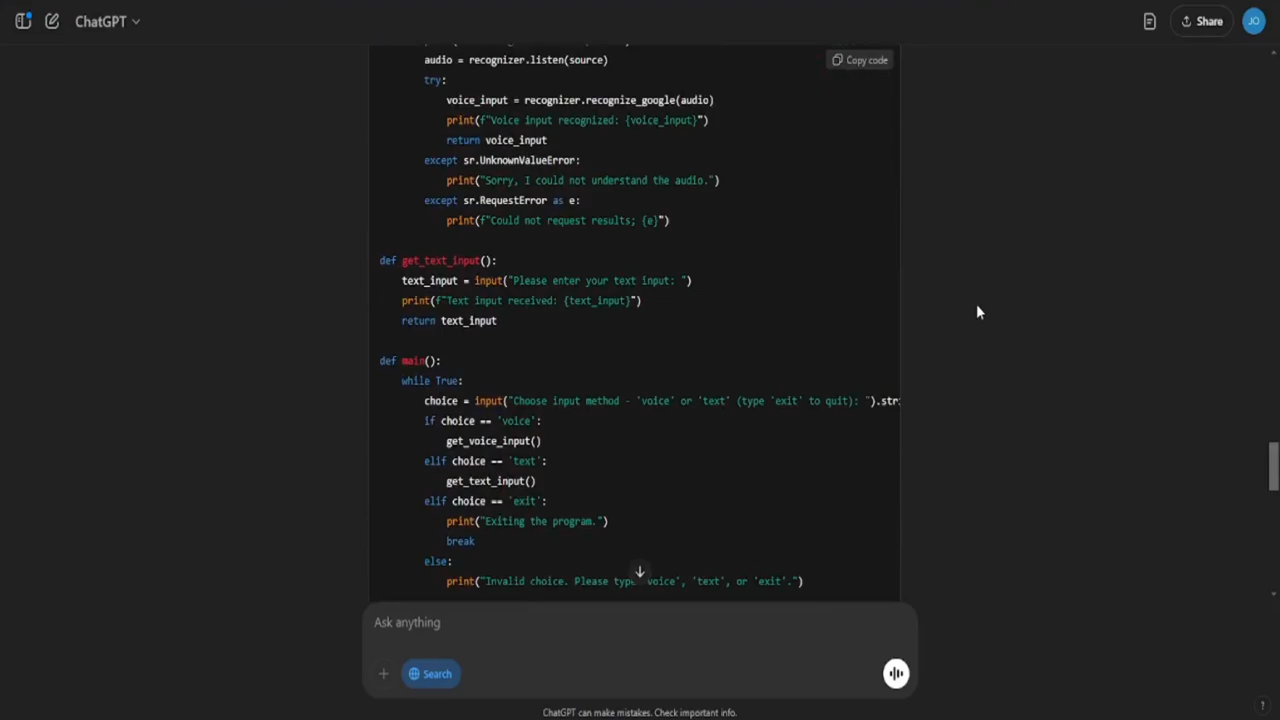 ChatGPT
Share
JO
audio = recognizer.listen(source)
Copy code
try:
voice_input = recognizer.recognize_google(audio)
print(f"Voice input recognized: {voice_input}")
return voice_input
except sr.UnknownValueError:
print("Sorry, I could not understand the audio.")
except sr.RequestError as e:
print(f"Could not request results; {e}")
def get_text_input():
text_input = input("Please enter your text input: ")
print(f"Text input received: {text_input}")
return text_input
def main():
while True:
choice = input("Choose input method - 'voice' or 'text' (type 'exit' to quit): ").stri
if choice == 'voice':
get_voice_input()
elif choice == 'text':
get_text_input()
elif choice == 'exit':
print("Exiting the program.")
break
else:
print("Invalid choice. Please type 'voice', 'text', or 'exit'.")
Ask anything
Search
ChatGPT can make mistakes. Check important info.
?